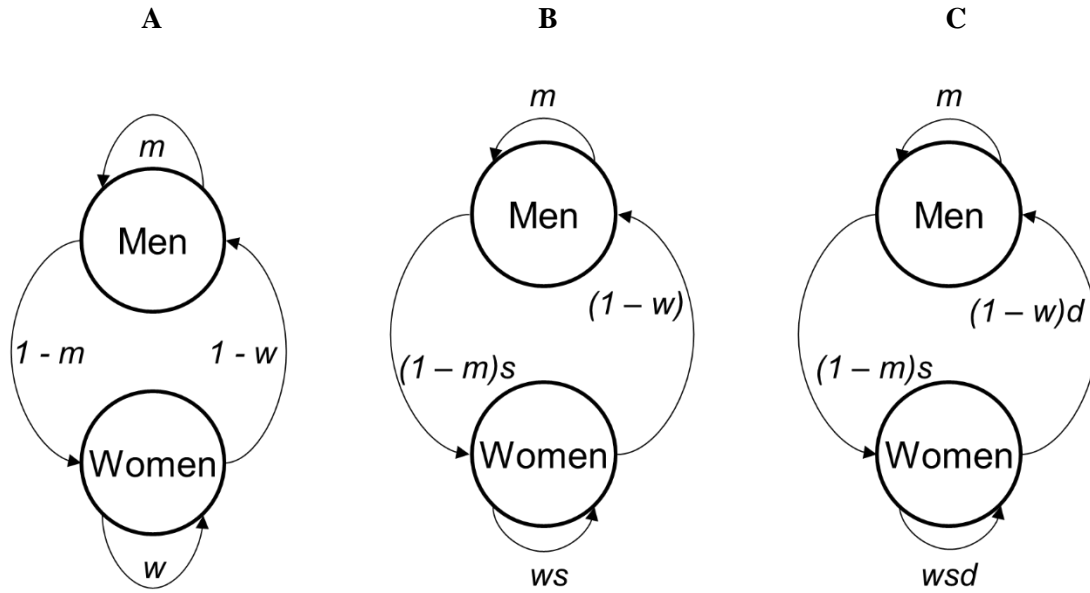 A
m
Men
1 - m
1 - w
Women
w
B
m
Men
(1 – w)
(1 – m)s
Women
ws
C
m
Men
(1 – w)d
(1 – m)s
Women
wsd